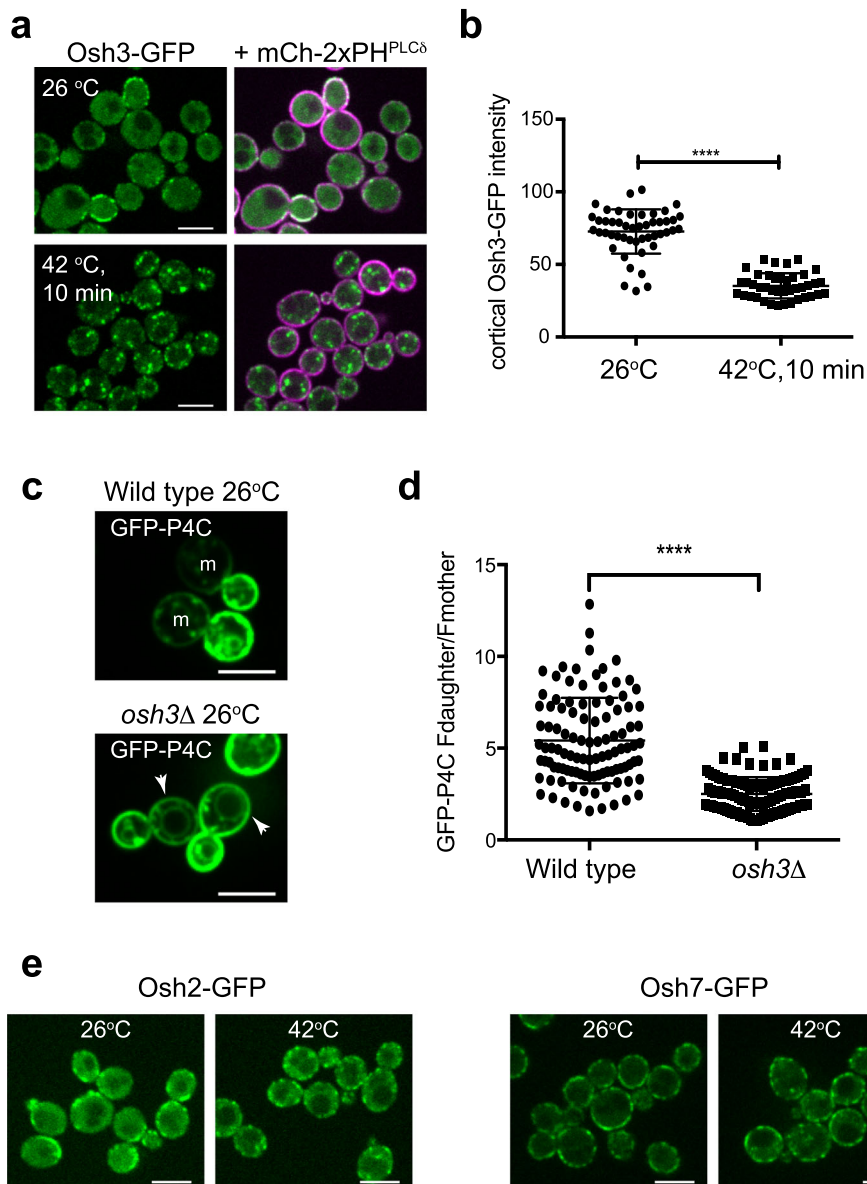 a
Osh3-GFP
+ mCh-2xPHPLCδ
26 °C
42 °C,
10 min
b
150
100
50
0
cortical Osh3-GFP intensity
****
26°C
42°C,10 min
c
Wild type 26°C
GFP-P4C
m
m
osh3Δ 26°C
GFP-P4C
d
15
10
5
0
GFP-P4C Fdaughter/Fmother
****
Wild type
osh3Δ
e
Osh2-GFP
26°C
42°C
Osh7-GFP
26°C
42°C